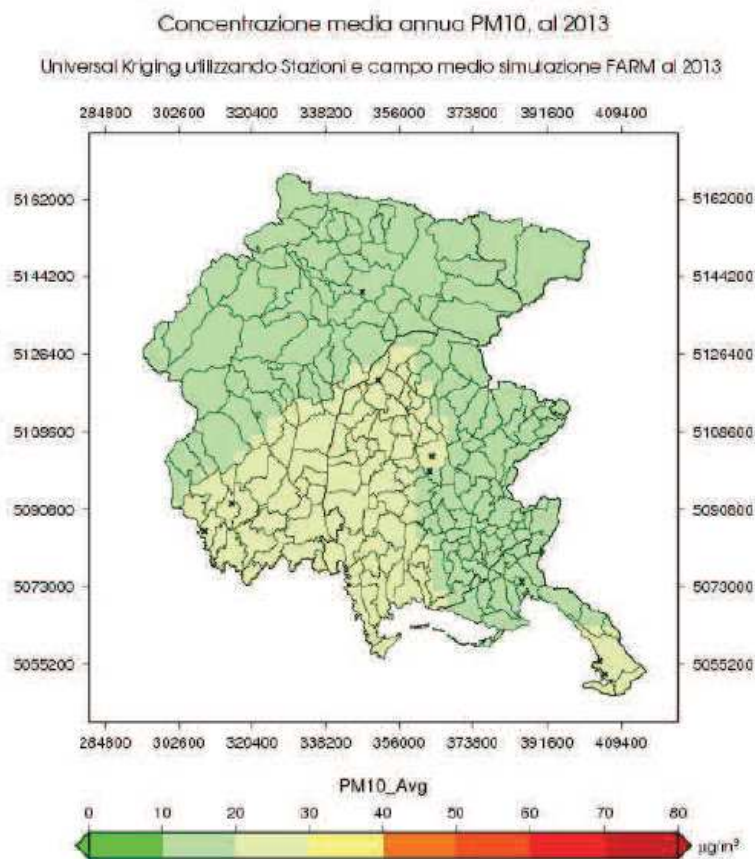 Concentrazione media annua PM10, al 2013
Universal Kriging utilizzando Stazioni e campo medio simulazione FARM al 2013
284800 302600 320400 338200 356000 373800 391600 409400
5162000 5162000
5144200 5144200
5126400 5126400
5108600 5108600
5090800 5090800
5073000 5073000
5055200 5055200
284800 302600 320400 338200 356000 373800 391600 409400
PM10_Avg
0 10 20 30 40 50 60 70 80
µg/m³